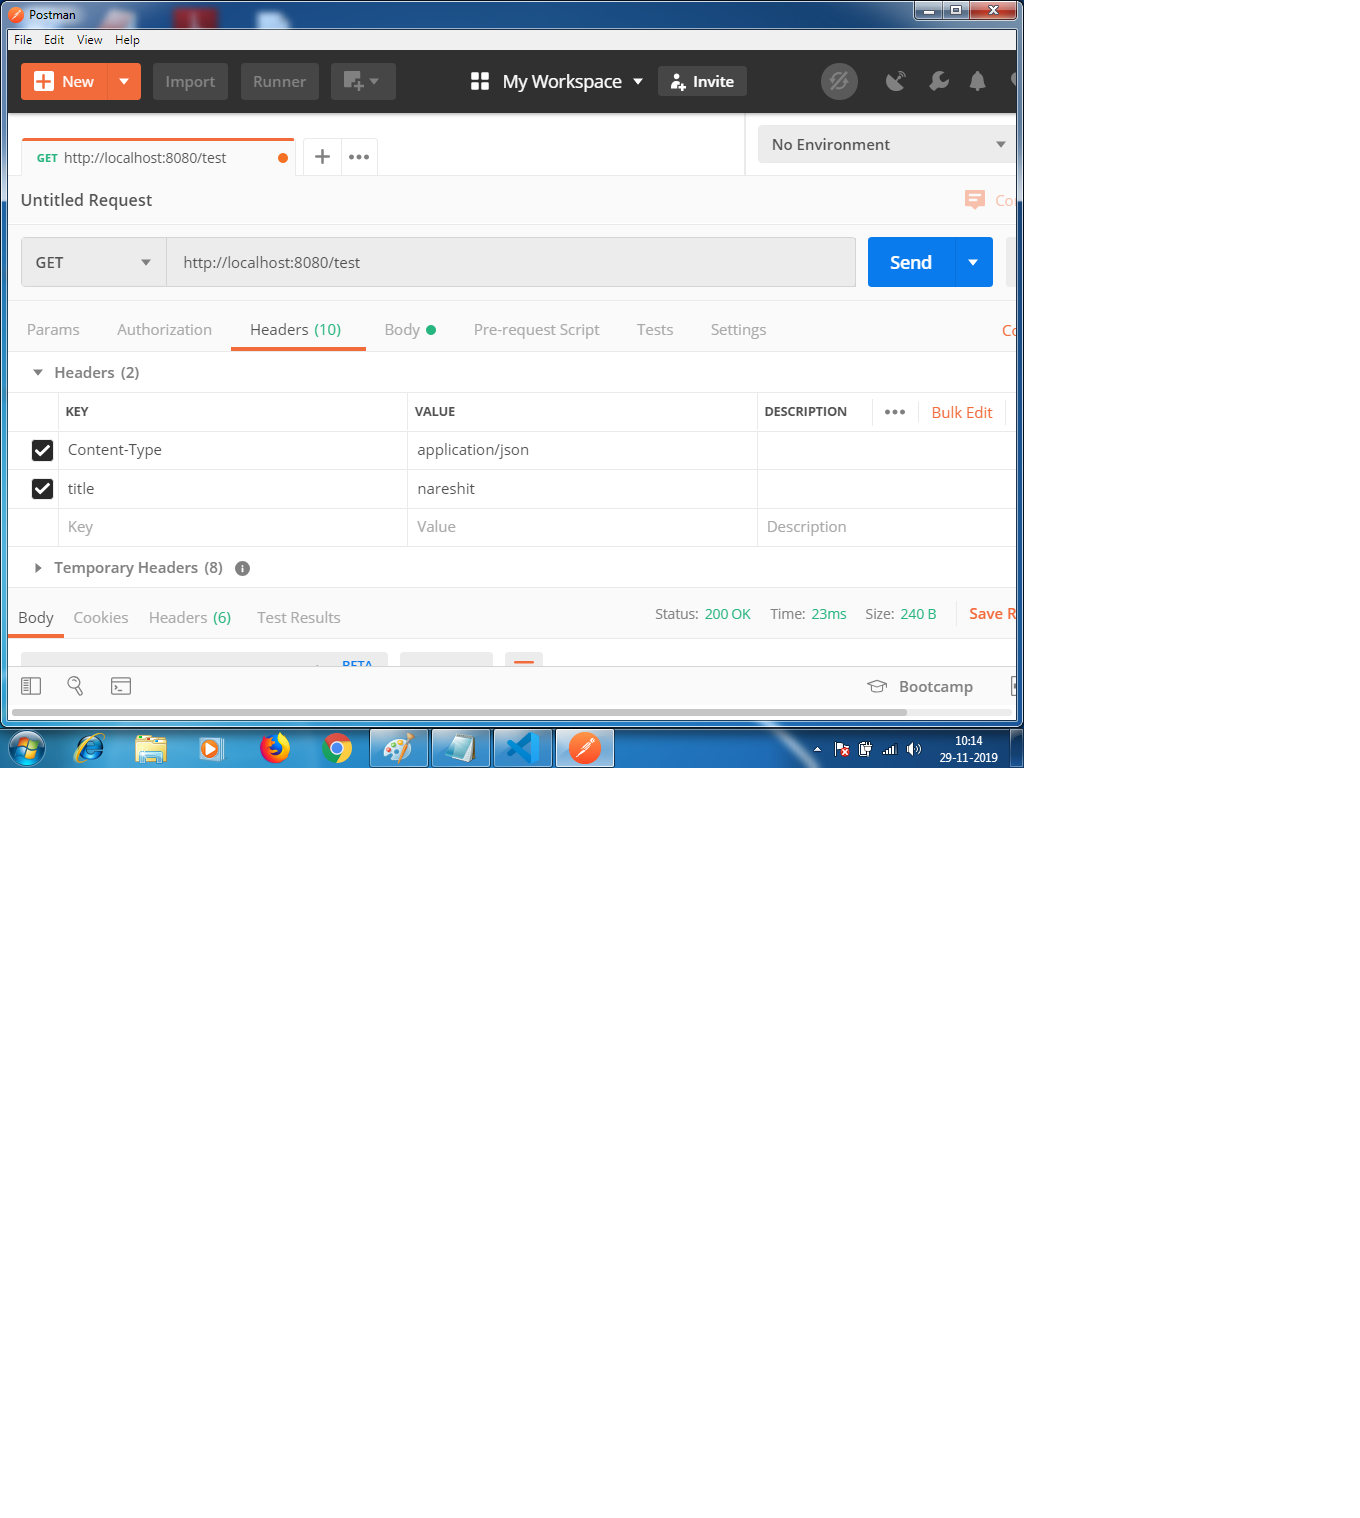 Postman
File Edit View Help
New Import Runner My Workspace Invite
GET http://localhost:8080/test No Environment
Untitled Request
GET http://localhost:8080/test Send
Params Authorization Headers (10) Body Pre-request Script Tests Settings
Headers (2)
KEY VALUE DESCRIPTION Bulk Edit
Content-Type application/json
title nareshit
Key Value Description
Temporary Headers (8)
Body Cookies Headers (6) Test Results Status: 200 OK Time: 23ms Size: 240 B Save R
BETA
Bootcamp
10:14
29-11-2019